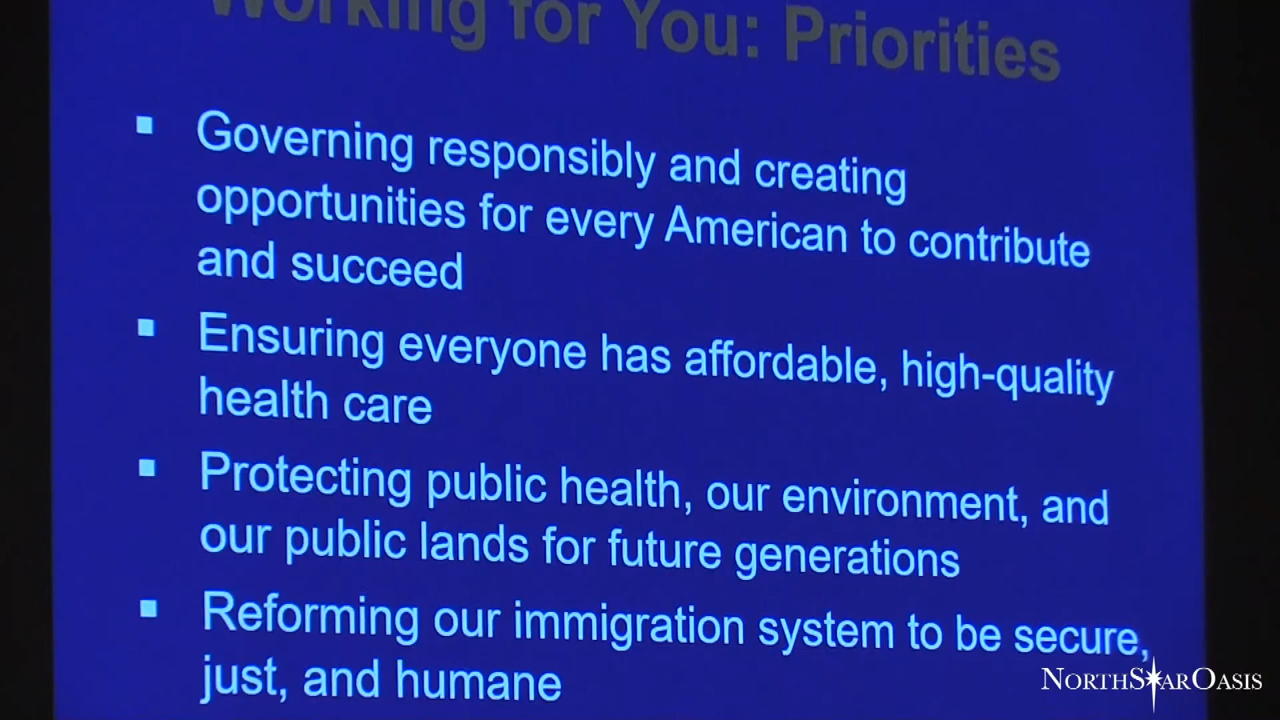 Working for You: Priorities
▪ Governing responsibly and creating
opportunities for every American to contribute
and succeed
▪ Ensuring everyone has affordable, high-quality
health care
▪ Protecting public health, our environment, and
our public lands for future generations
▪ Reforming our immigration system to be secure,
just, and humane
NORTHSTAROASIS